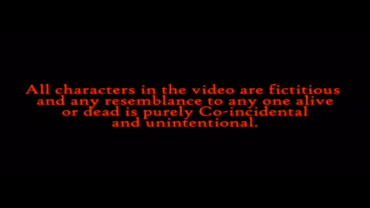 All characters in the video are fictitious
and any resemblance to any one alive
or dead is purely Co-incidental
and unintentional.